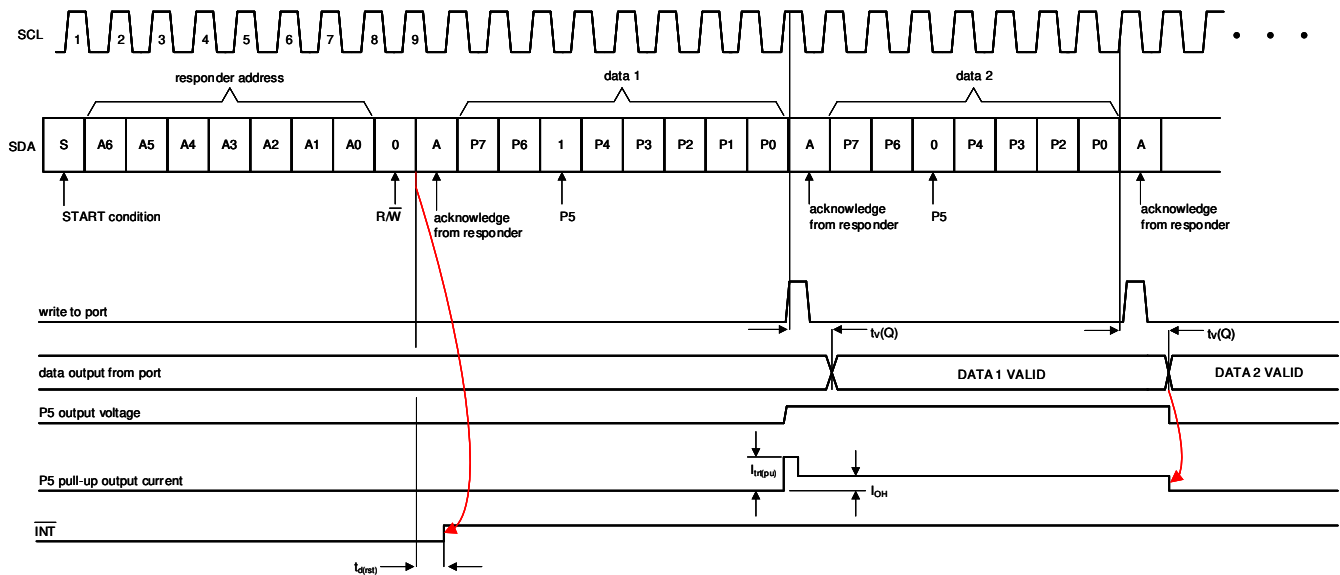 SCL 1 2 3 4 5 6 7 8 9 • • •
responder address data 1 data 2
SDA S A6 A5 A4 A3 A2 A1 A0 0 A P7 P6 1 P4 P3 P2 P1 P0 A P7 P6 0 P4 P3 P2 P0 A
START condition
R/W̅
acknowledge
from responder
P5
acknowledge
from responder
P5
acknowledge
from responder
write to port
tv(Q)
tv(Q)
data output from port DATA 1 VALID DATA 2 VALID
P5 output voltage
Itrt(pu)
P5 pull-up output current
IOH
I̅N̅T̅
td(rst)